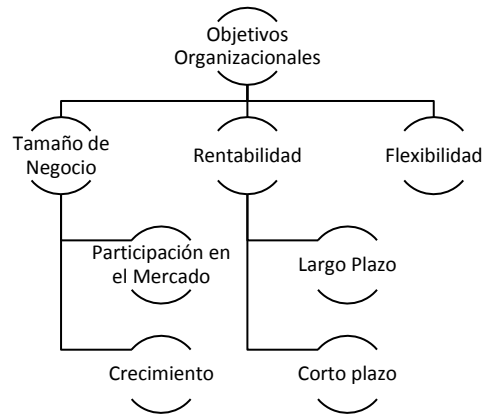 Objetivos
Organizacionales
Tamaño de
Negocio
Rentabilidad
Flexibilidad
Participación en
el Mercado
Largo Plazo
Crecimiento
Corto plazo